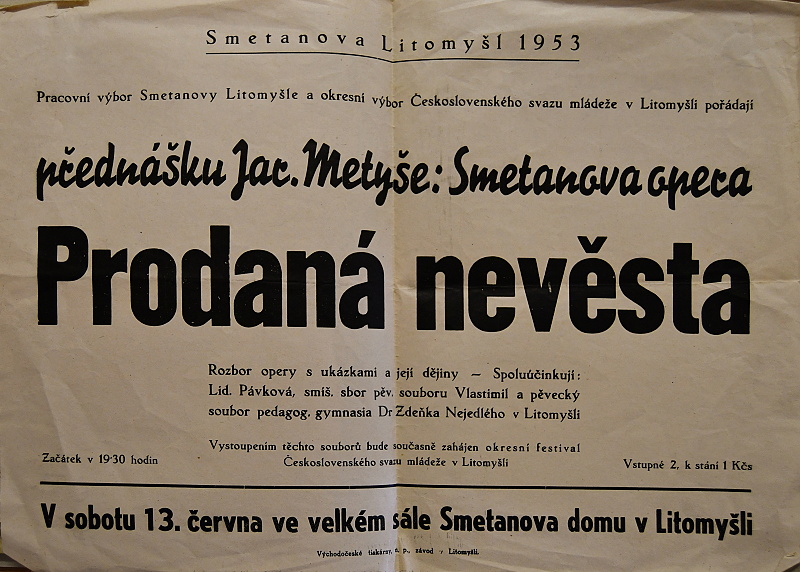 Smetanova Litomyšl 1953
Pracovní výbor Smetanovy Litomyšle a okresní výbor Československého svazu mládeže v Litomyšli pořádají
přednášku Jar. Metyše: Smetanova opera
Prodaná nevěsta
Rozbor opery s ukázkami a její dějiny — Spoluúčinkují:
Lid. Pávková, smíš. sbor pěv. souboru Vlastimil a pěvecký
soubor pedagog. gymnasia Dr Zdeňka Nejedlého v Litomyšli
Vystoupením těchto souborů bude současně zahájen okresní festival
Československého svazu mládeže v Litomyšli
Začátek v 19·30 hodin
Vstupné 2, k stání 1 Kčs
V sobotu 13. června ve velkém sále Smetanova domu v Litomyšli
Východočeské tiskárny, n. p., závod v Litomyšli.